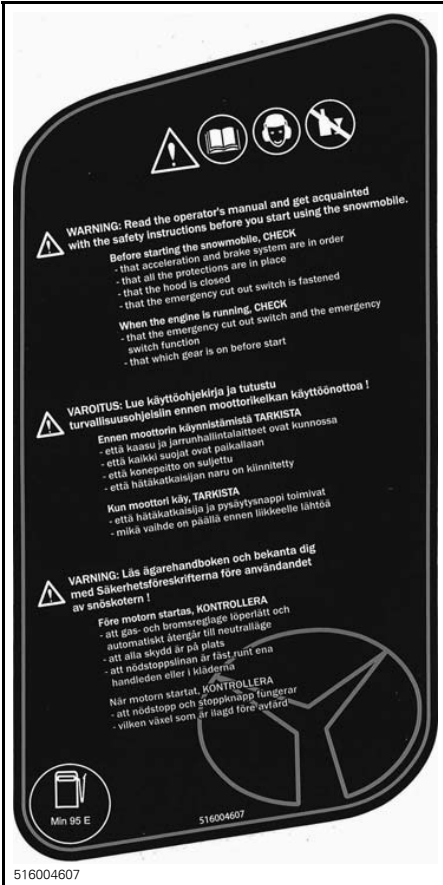 WARNING: Read the operator's manual and get acquainted
with the safety instructions before you start using the snowmobile.
Before starting the snowmobile, CHECK
- that acceleration and brake system are in order
- that all the protections are in place
- that the hood is closed
- that the emergency cut out switch is fastened
When the engine is running, CHECK
- that the emergency cut out switch and the emergency
switch function
- that which gear is on before start
VAROITUS: Lue käyttöohjekirja ja tutustu
turvallisuusohjeisiin ennen moottorikelkan käyttöönottoa !
Ennen moottorin käynnistämistä TARKISTA
- että kaasu ja jarrunhallintalaitteet ovat kunnossa
- että kaikki suojat ovat paikallaan
- että konepeitto on suljettu
- että hätäkatkaisijan naru on kiinnitetty
Kun moottori käy, TARKISTA
- että hätäkatkaisija ja pysäytysnappi toimivat
- mikä vaihde on päällä ennen liikkeelle lähtöä
VARNING: Läs ägarehandboken och bekanta dig
med Säkerhetsföreskrifterna före användandet
av snöskotern !
Före motorn startas, KONTROLLERA
- att gas- och bromsreglage löperlätt och
automatiskt återgår till neutralläge
- att alla skydd är på plats
- att nödstoppslinan är fäst runt ena
handleden eller i kläderna
När motorn startat, KONTROLLERA
- att nödstopp och stoppknapp fungerar
- vilken växel som är ilagd före avfärd
Min 95 E
516004607
516004607